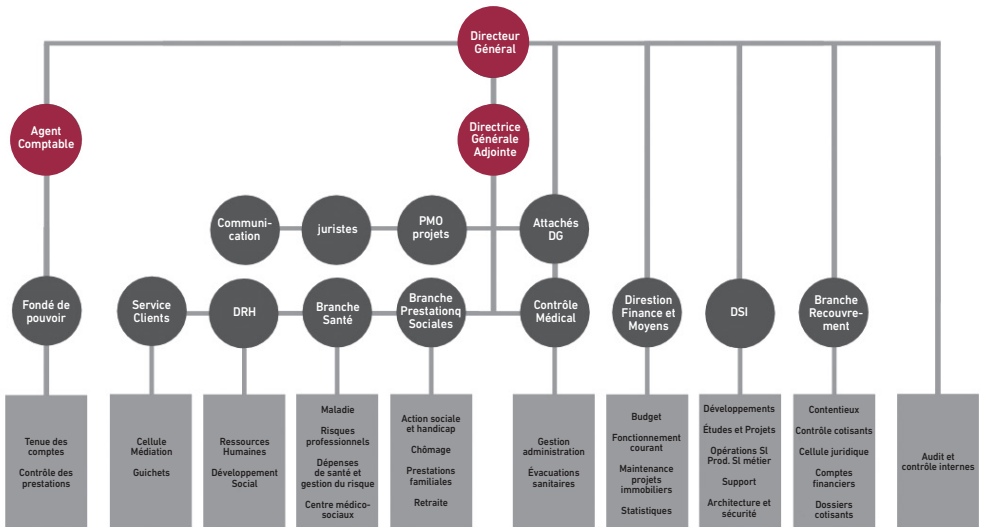 Directeur
Général
Agent
Comptable
Directrice
Générale
Adjointe
Communi-
cation
juristes
PMO
projets
Attachés
DG
Fondé de
pouvoir
Service
Clients
DRH
Branche
Santé
Branche
Prestationq
Sociales
Contrôle
Médical
Direstion
Finance et
Moyens
DSI
Branche
Recouvre-
ment
Tenue des
comptes
Contrôle des
prestations
Cellule
Médiation
Guichets
Ressources
Humaines
Développement
Social
Maladie
Risques
professionnels
Dépenses
de santé et
gestion du risque
Centre médico-
sociaux
Action sociale
et handicap
Chômage
Prestations
familiales
Retraite
Gestion
administration
Évacuations
sanitaires
Budget
Fonctionnement
courant
Maintenance
projets
immobiliers
Statistiques
Développements
Études et Projets
Opérations SI
Prod. SI métier
Support
Architecture et
sécurité
Contentieux
Contrôle cotisants
Cellule juridique
Comptes
financiers
Dossiers
cotisants
Audit et
contrôle internes